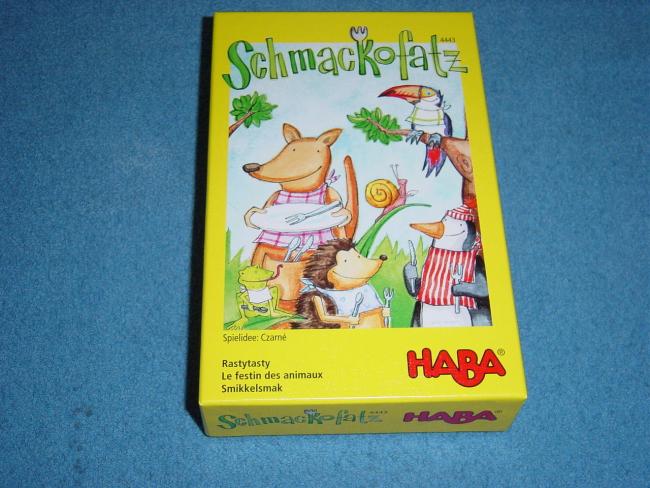 Schmackofatz
4443
Spielidee: Czarné
Rastytasty
Le festin des animaux
Smikkelsmak
HABA®
Schmackofatz 4443 HABA®